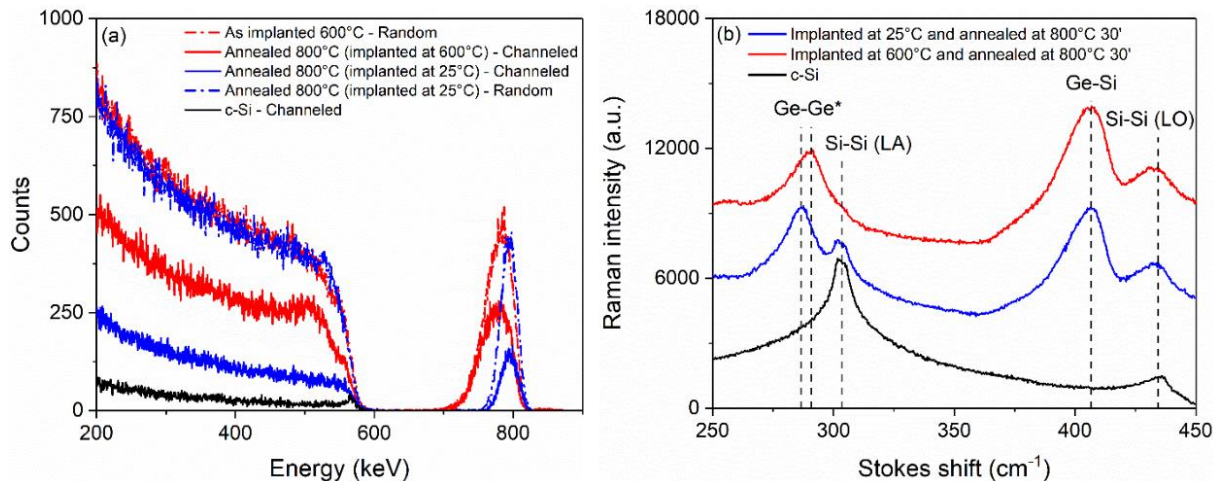 (a)
As implanted 600°C - Random
Annealed 800°C (implanted at 600°C) - Channeled
Annealed 800°C (implanted at 25°C) - Channeled
Annealed 800°C (implanted at 25°C) - Random
c-Si - Channeled
1000
750
500
250
0
Counts
200
400
600
800
Energy (keV)
(b)
Implanted at 25°C and annealed at 800°C 30'
Implanted at 600°C and annealed at 800°C 30'
c-Si
Ge-Si
Ge-Ge*
Si-Si (LO)
Si-Si (LA)
18000
12000
6000
0
Raman intensity (a.u.)
250
300
350
400
450
Stokes shift (cm⁻¹)